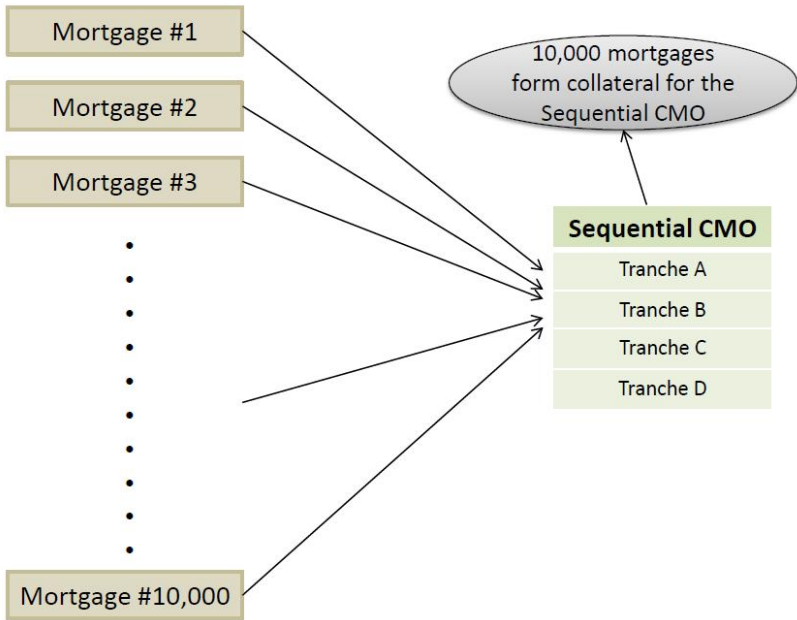 Mortgage #1
Mortgage #2
Mortgage #3
Mortgage #10,000
10,000 mortgages
form collateral for the
Sequential CMO
Sequential CMO
Tranche A
Tranche B
Tranche C
Tranche D